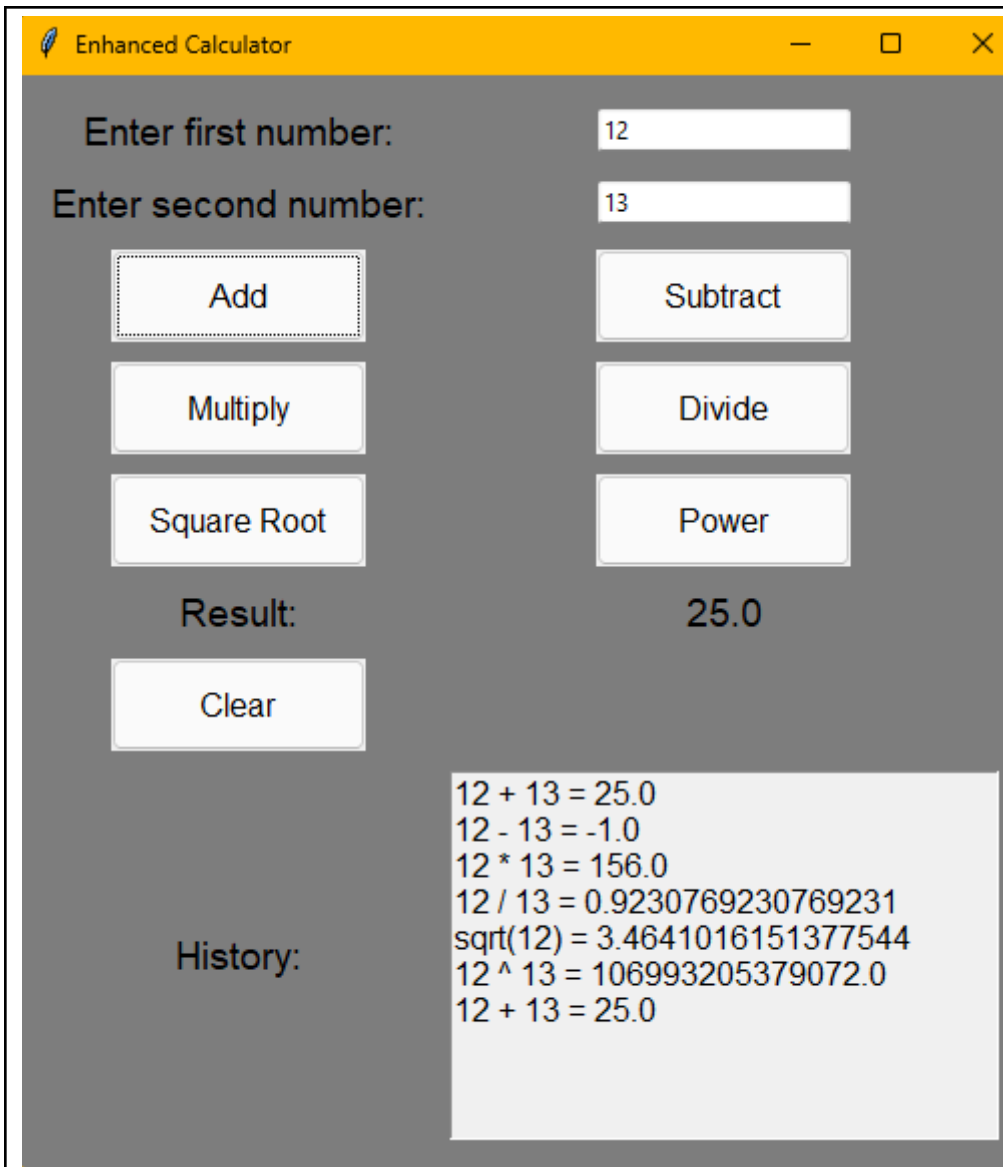 Enhanced Calculator
Enter first number: 12
Enter second number: 13
Add Subtract
Multiply Divide
Square Root Power
Result: 25.0
Clear
12 + 13 = 25.0
12 - 13 = -1.0
12 * 13 = 156.0
12 / 13 = 0.9230769230769231
sqrt(12) = 3.4641016151377544
History:
12 ^ 13 = 106993205379072.0
12 + 13 = 25.0